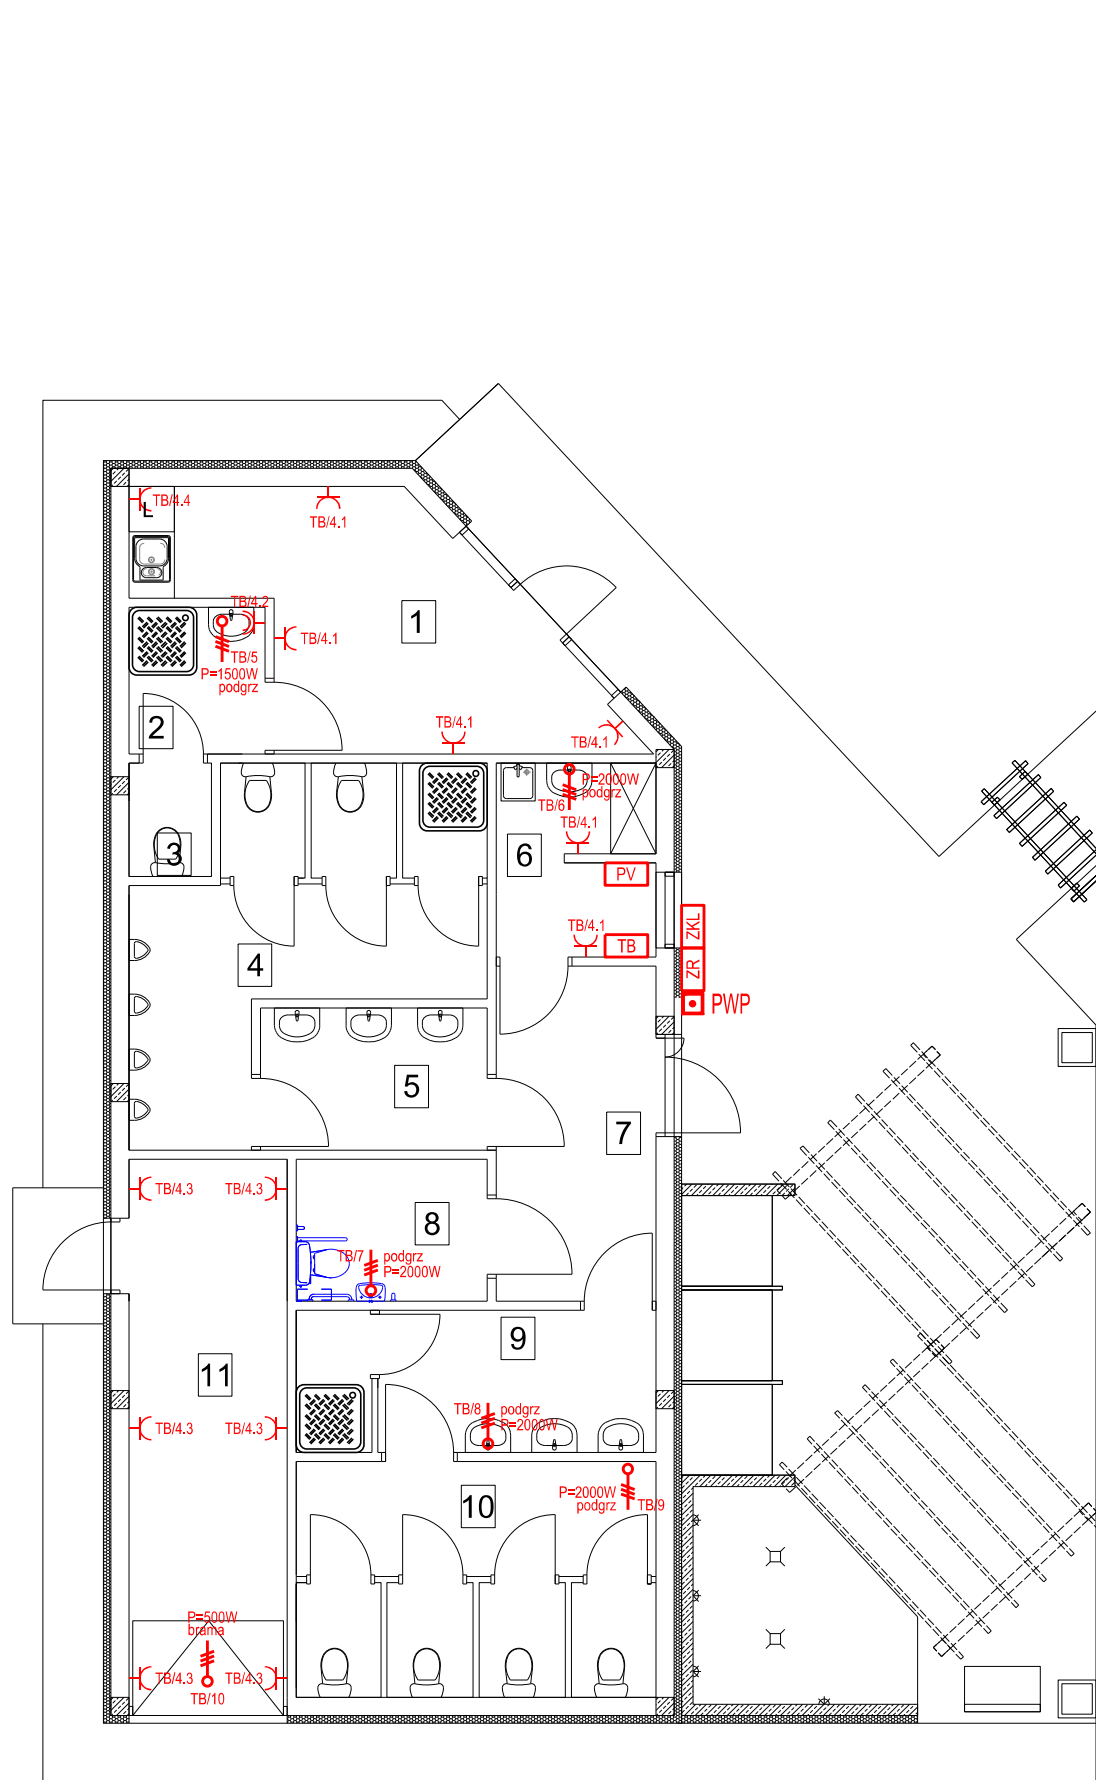 TB/4.4
L
TB/4.1
TB/4.2
TB/4.1
1
TB/5
P=1500W
podgrz
2
TB/4.1
TB/4.1
P=2000W
podgrz
TB/6
TB/4.1
3
6
PV
TB/4.1
TB
ZKL
ZR
PWP
4
5
7
TB/4.3
TB/4.3
8
TB/7
podgrz
P=2000W
9
11
TB/8
podgrz
P=2000W
TB/4.3
TB/4.3
10
P=2000W
podgrz
TB/9
P=500W
brama
TB/4.3
TB/4.3
TB/10